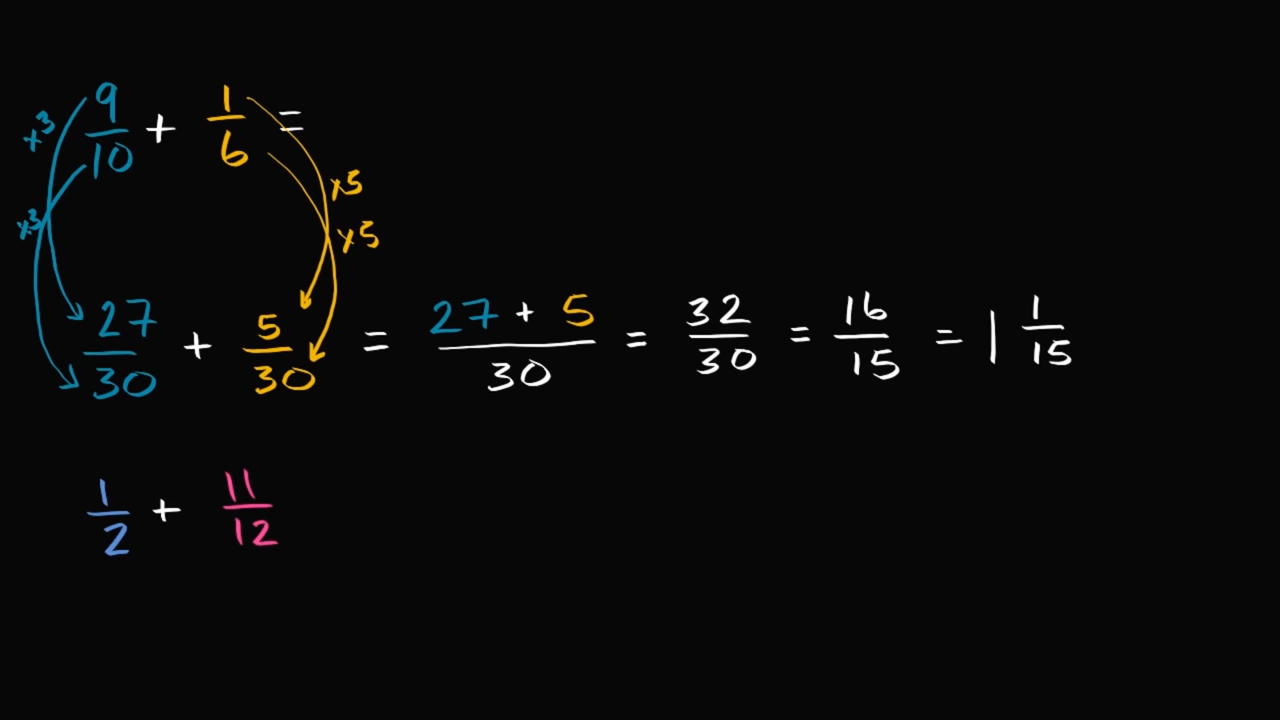 9/10 + 1/6 =
×3
×3
×5
×5
27/30 + 5/30 = 27 + 5/30 = 32/30 = 16/15 = 1 1/15
1/2 + 11/12